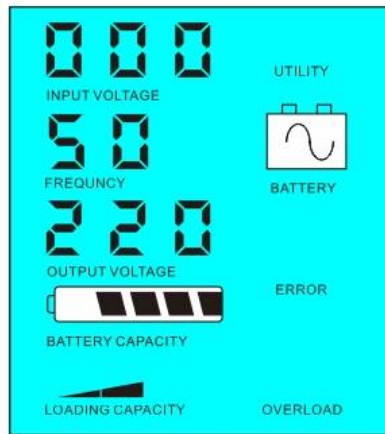 000
UTILITY
INPUT VOLTAGE
50
FREQUNCY
BATTERY
220
OUTPUT VOLTAGE
ERROR
BATTERY CAPACITY
LOADING CAPACITY
OVERLOAD